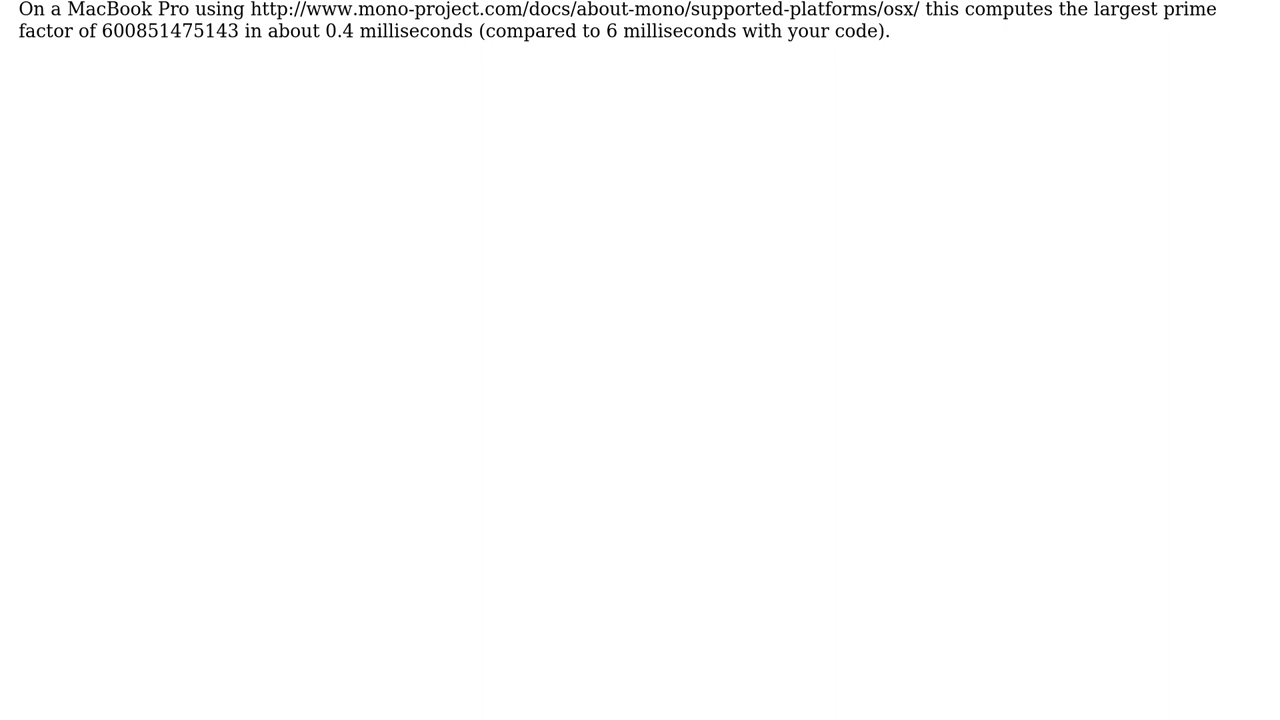 On a MacBook Pro using http://www.mono-project.com/docs/about-mono/supported-platforms/osx/ this computes the largest prime
factor of 600851475143 in about 0.4 milliseconds (compared to 6 milliseconds with your code).